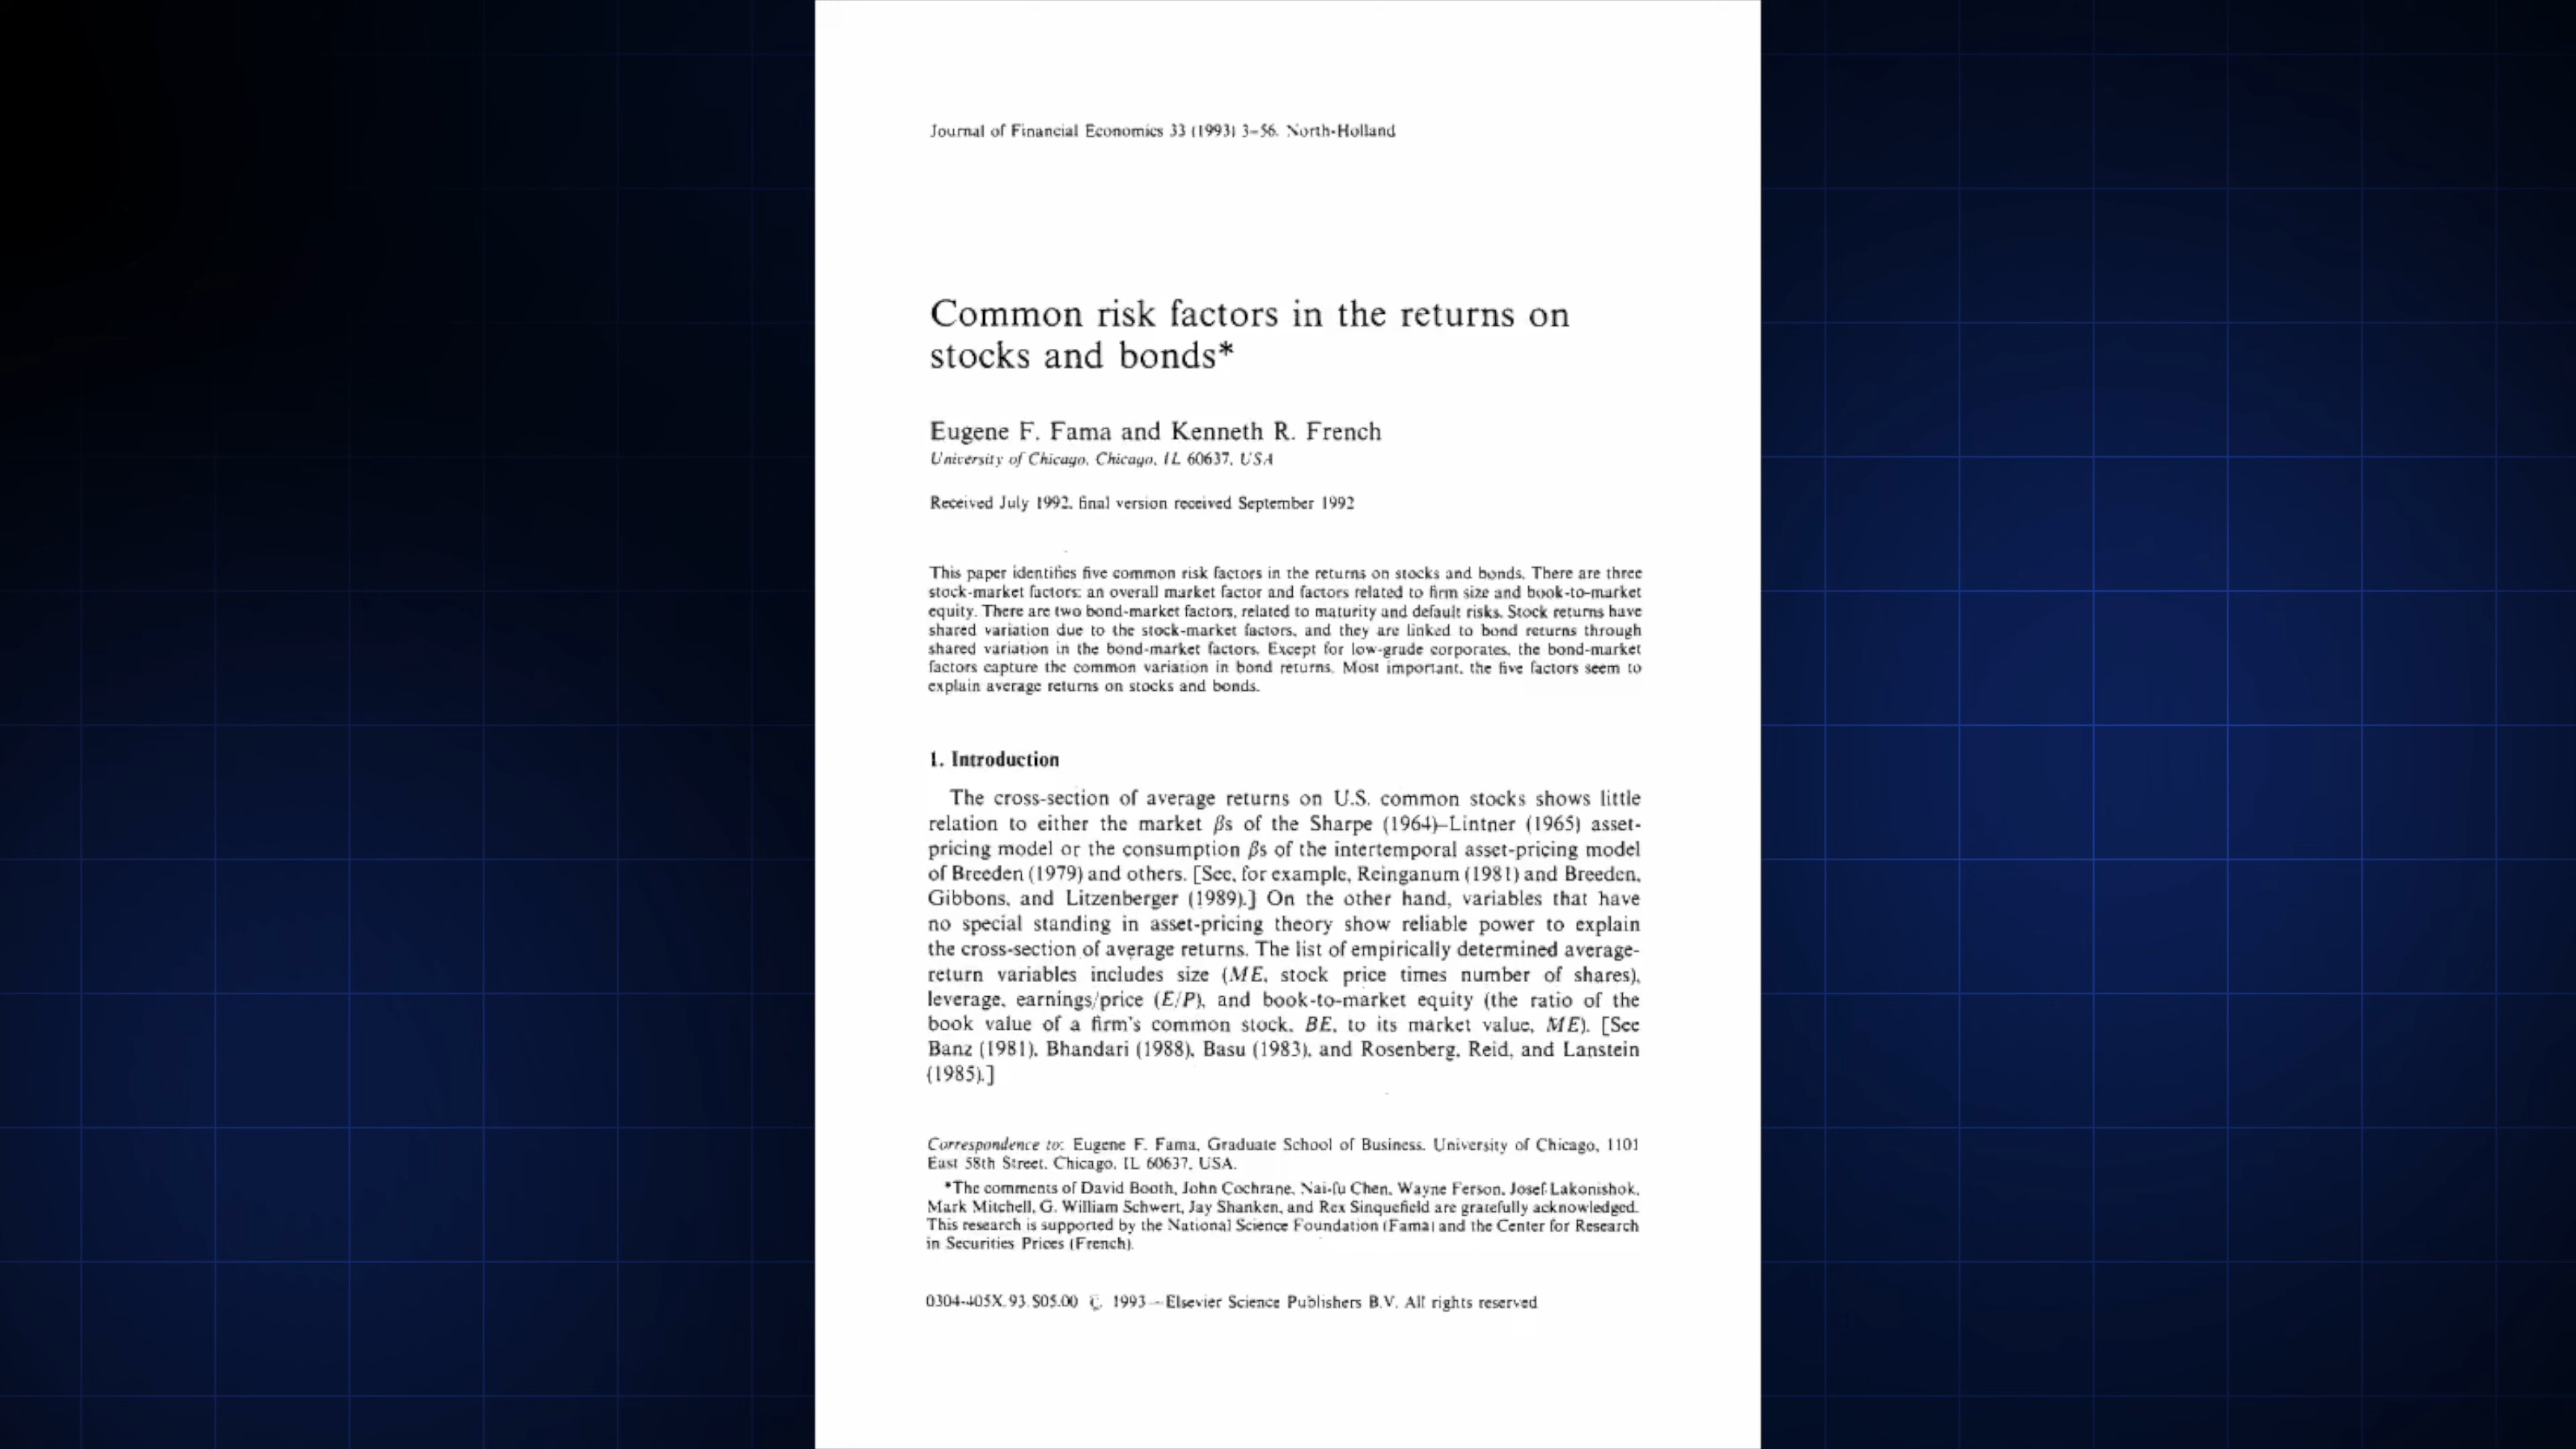 Journal of Financial Economics 33 (1993) 3–56. North-Holland
Common risk factors in the returns on
stocks and bonds*
Eugene F. Fama and Kenneth R. French
University of Chicago, Chicago, IL 60637, USA
Received July 1992, final version received September 1992
This paper identifies five common risk factors in the returns on stocks and bonds. There are three
stock-market factors: an overall market factor and factors related to firm size and book-to-market
equity. There are two bond-market factors, related to maturity and default risks. Stock returns have
shared variation due to the stock-market factors, and they are linked to bond returns through
shared variation in the bond-market factors. Except for low-grade corporates, the bond-market
factors capture the common variation in bond returns. Most important, the five factors seem to
explain average returns on stocks and bonds.
1. Introduction
The cross-section of average returns on U.S. common stocks shows little
relation to either the market βs of the Sharpe (1964)–Lintner (1965) asset-
pricing model or the consumption βs of the intertemporal asset-pricing model
of Breeden (1979) and others. [See, for example, Reinganum (1981) and Breeden,
Gibbons, and Litzenberger (1989).] On the other hand, variables that have
no special standing in asset-pricing theory show reliable power to explain
the cross-section of average returns. The list of empirically determined average-
return variables includes size (ME, stock price times number of shares),
leverage, earnings/price (E/P), and book-to-market equity (the ratio of the
book value of a firm's common stock, BE, to its market value, ME). [See
Banz (1981), Bhandari (1988), Basu (1983), and Rosenberg, Reid, and Lanstein
(1985).]
Correspondence to: Eugene F. Fama, Graduate School of Business, University of Chicago, 1101
East 58th Street, Chicago, IL 60637, USA.
*The comments of David Booth, John Cochrane, Nai-fu Chen, Wayne Ferson, Josef Lakonishok,
Mark Mitchell, G. William Schwert, Jay Shanken, and Rex Sinquefield are gratefully acknowledged.
This research is supported by the National Science Foundation (Fama) and the Center for Research
in Securities Prices (French).
0304-405X/93/$05.00 © 1993—Elsevier Science Publishers B.V. All rights reserved